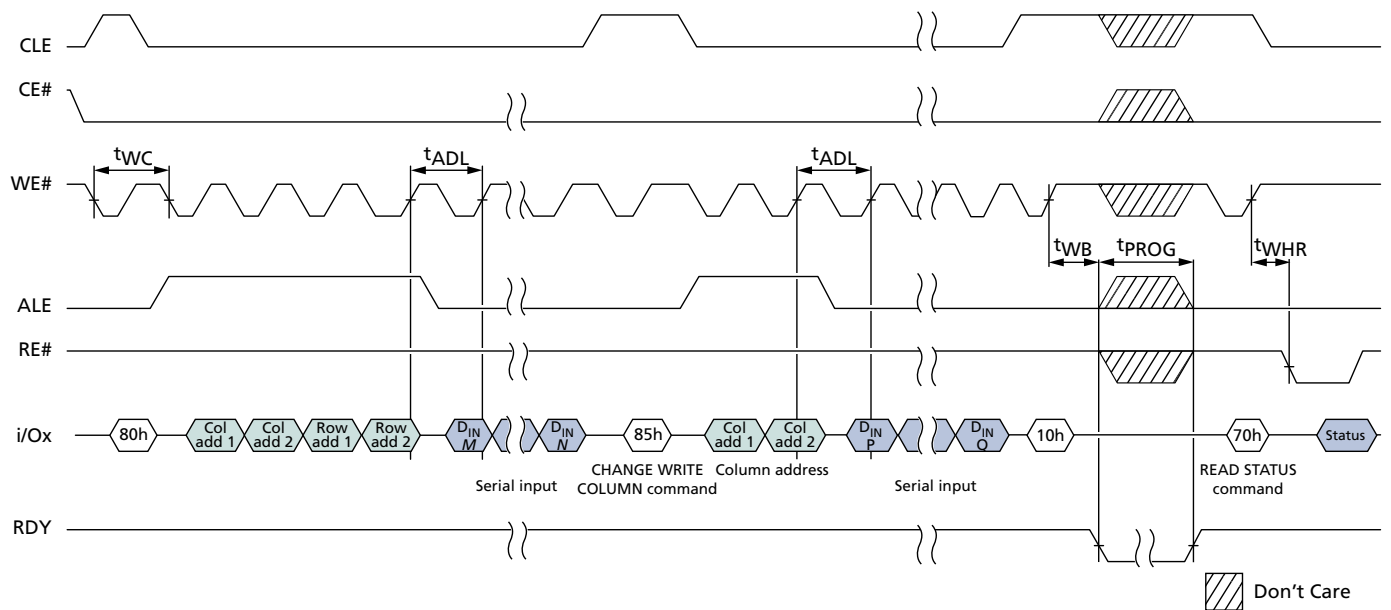 CLE
CE#
tWC
tADL
tADL
WE#
tWB
tPROG
tWHR
ALE
RE#
i/Ox
80h
Col add 1
Col add 2
Row add 1
Row add 2
DIN M
DIN N
85h
Col add 1
Col add 2
DIN P
DIN Q
10h
70h
Status
CHANGE WRITE
COLUMN command
Column address
READ STATUS
command
Serial input
Serial input
RDY
Don't Care